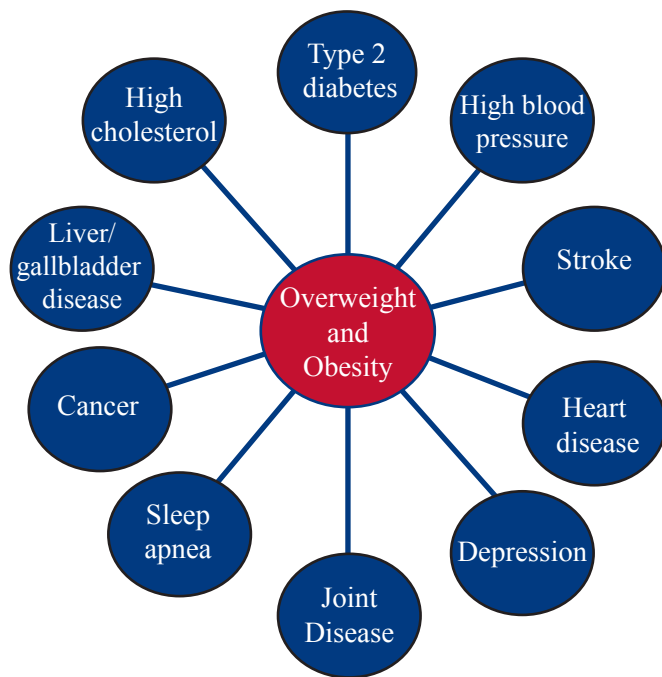 Type 2
diabetes
High blood
pressure
Stroke
Heart
disease
Depression
Joint
Disease
Sleep
apnea
Cancer
Liver/
gallbladder
disease
High
cholesterol
Overweight
and
Obesity